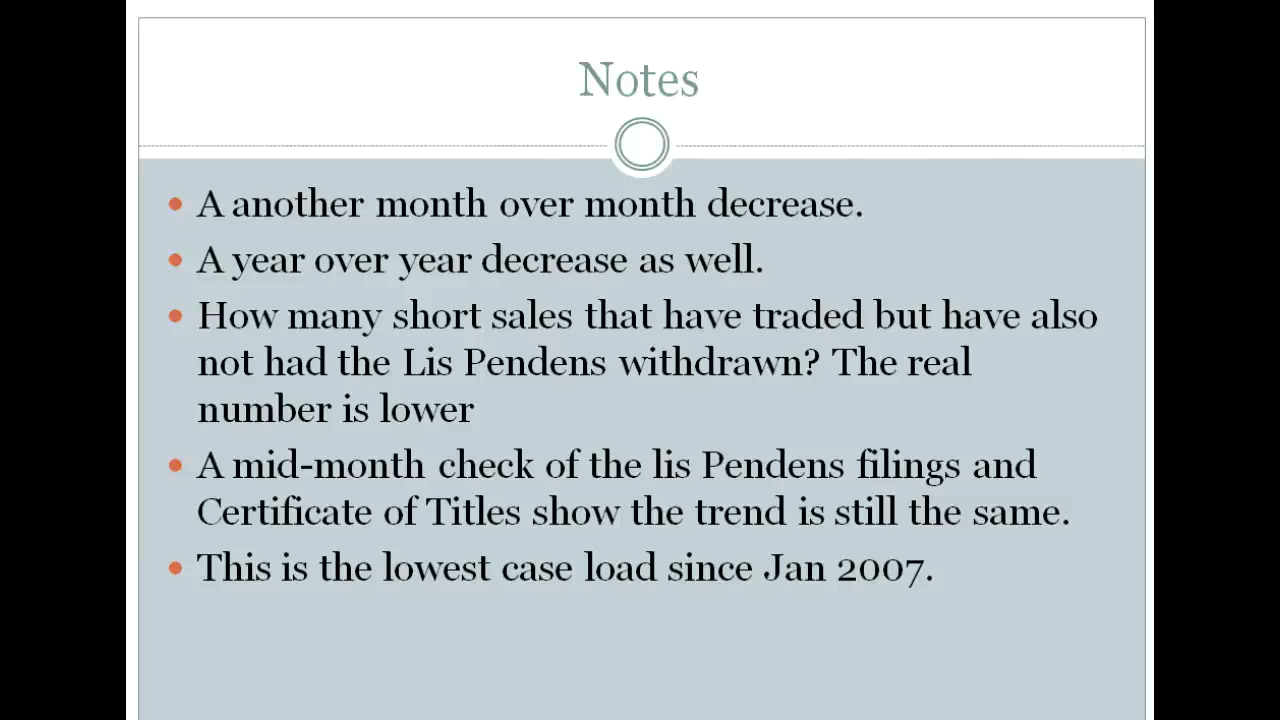 Notes
A another month over month decrease.
A year over year decrease as well.
How many short sales that have traded but have also
not had the Lis Pendens withdrawn? The real
number is lower
A mid-month check of the lis Pendens filings and
Certificate of Titles show the trend is still the same.
This is the lowest case load since Jan 2007.